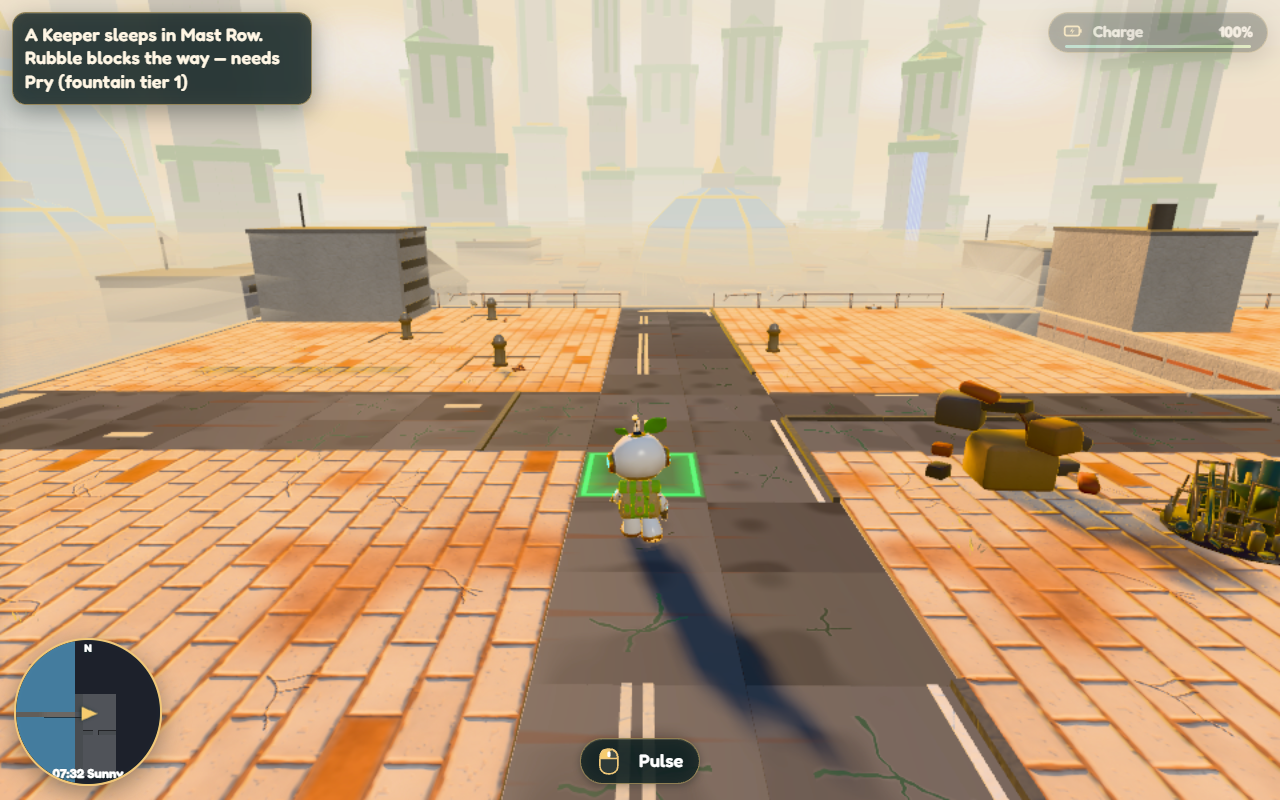 A Keeper sleeps in Mast Row.
Rubble blocks the way — needs
Pry (fountain tier 1)
Charge 100%
N
07:32 Sunny
Pulse